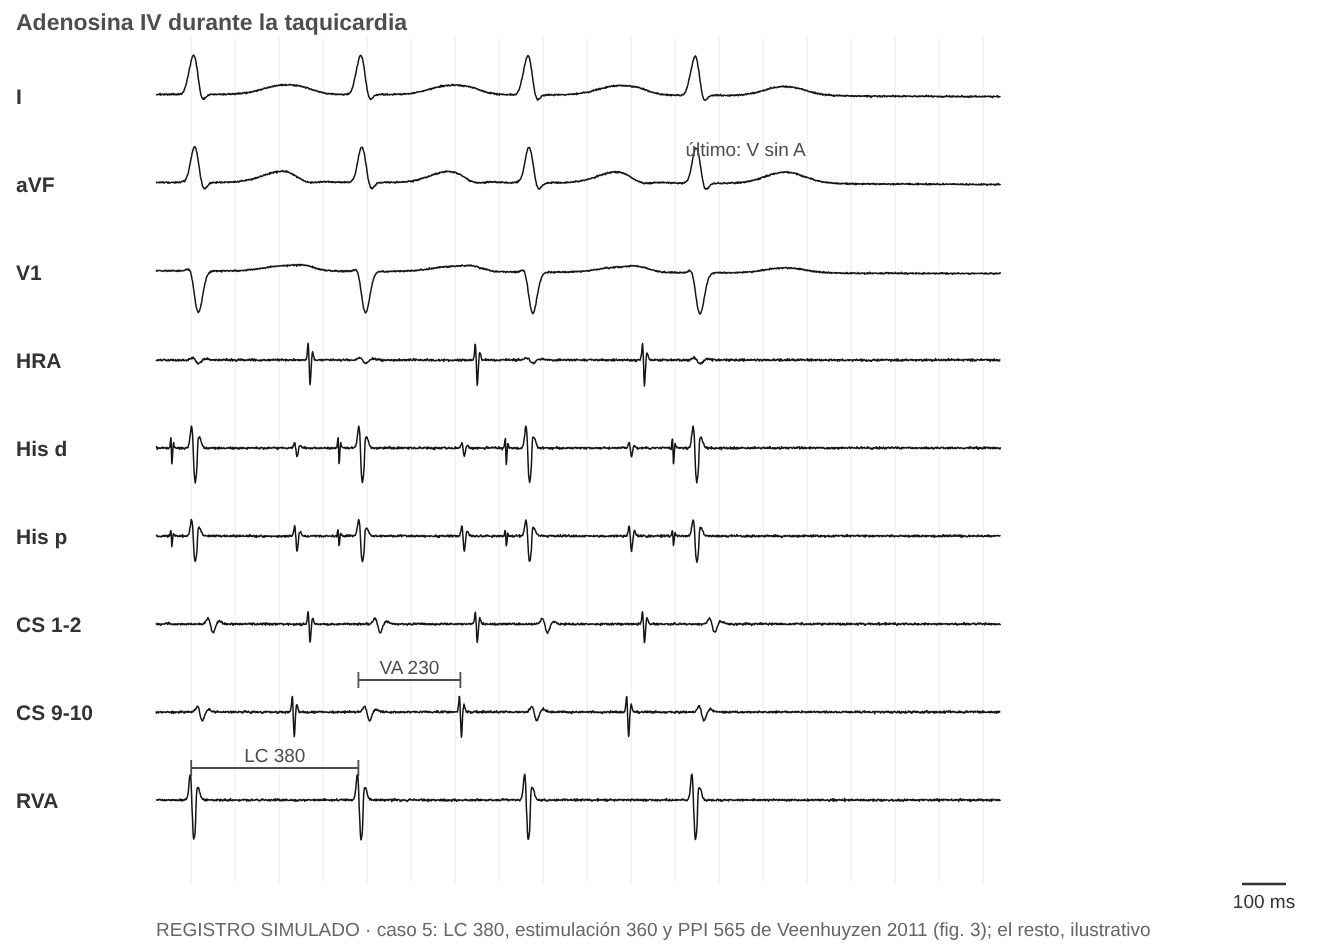 Adenosina IV durante la taquicardia
I
último: V sin A
aVF
V1
HRA
His d
His p
CS 1-2
VA 230
CS 9-10
LC 380
RVA
100 ms
REGISTRO SIMULADO · caso 5: LC 380, estimulación 360 y PPI 565 de Veenhuyzen 2011 (fig. 3); el resto, ilustrativo